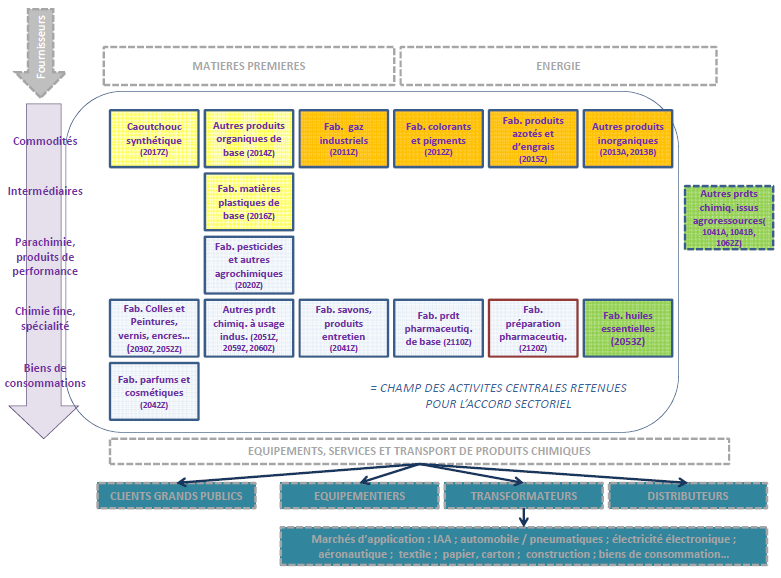 Fournisseurs
MATIERES PREMIERES
ENERGIE
Commodités
Caoutchouc
synthétique
(2017Z)
Autres produits
organiques de
base (2014Z)
Fab. gaz
industriels
(2011Z)
Fab. colorants
et pigments
(2012Z)
Fab. produits
azotés et
d'engrais
(2015Z)
Autres produits
inorganiques
(2013A, 2013B)
Intermédiaires
Fab. matières
plastiques de
base (2016Z)
Autres prdts
chimiq. issus
agroressources(
1041A, 1041B,
1062Z)
Parachimie,
produits de
performance
Fab. pesticides
et autres
agrochimiques
(2020Z)
Chimie fine,
spécialité
Fab. Colles et
Peintures,
vernis, encres...
(2030Z, 2052Z)
Autres prdt
chimiq. à usage
indus. (2051Z,
2059Z, 2060Z)
Fab. savons,
produits
entretien
(2041Z)
Fab. prdt
pharmaceutiq.
de base (2110Z)
Fab.
préparation
pharmaceutiq.
(2120Z)
Fab. huiles
essentielles
(2053Z)
Biens de
consommations
Fab. parfums et
cosmétiques
(2042Z)
= CHAMP DES ACTIVITES CENTRALES RETENUES
POUR L'ACCORD SECTORIEL
EQUIPEMENTS, SERVICES ET TRANSPORT DE PRODUITS CHIMIQUES
CLIENTS GRANDS PUBLICS
EQUIPEMENTIERS
TRANSFORMATEURS
DISTRIBUTEURS
Marchés d'application : IAA ; automobile / pneumatiques ; électricité électronique ;
aéronautique ; textile ; papier, carton ; construction ; biens de consommation...